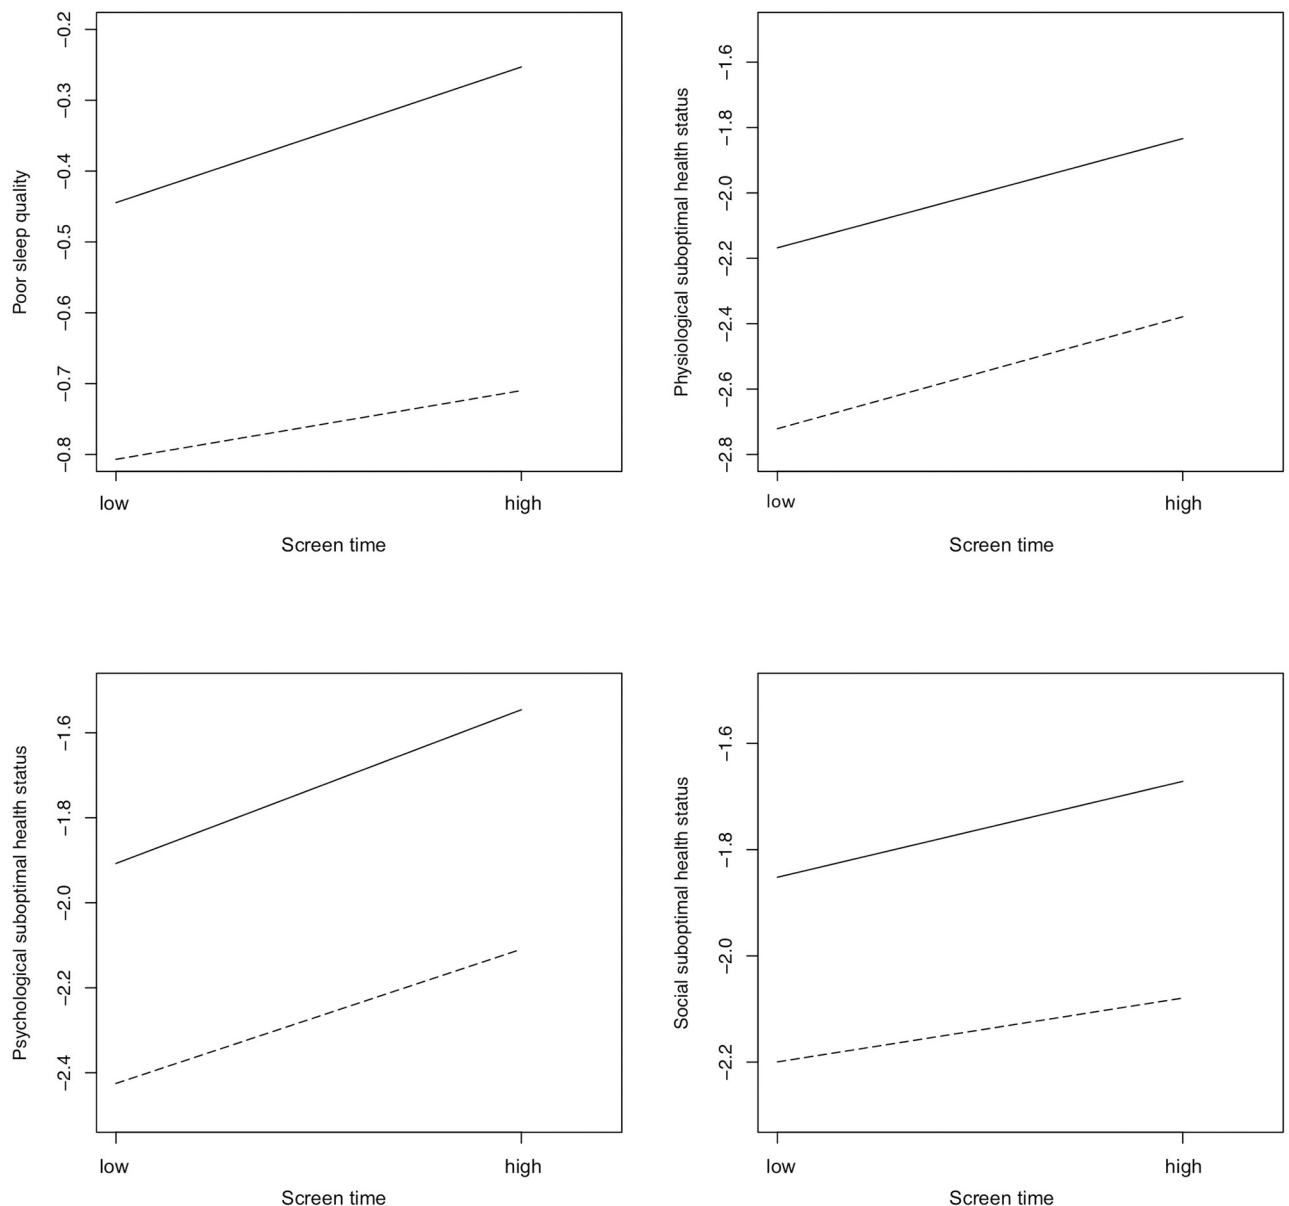 Poor sleep quality
−0.2
−0.3
−0.4
−0.5
−0.6
−0.7
−0.8
low
high
Screen time
Physiological suboptimal health status
−1.6
−1.8
−2.0
−2.2
−2.4
−2.6
−2.8
low
high
Screen time
Psychological suboptimal health status
−1.6
−1.8
−2.0
−2.2
−2.4
low
high
Screen time
Social suboptimal health status
−1.6
−1.8
−2.0
−2.2
low
high
Screen time